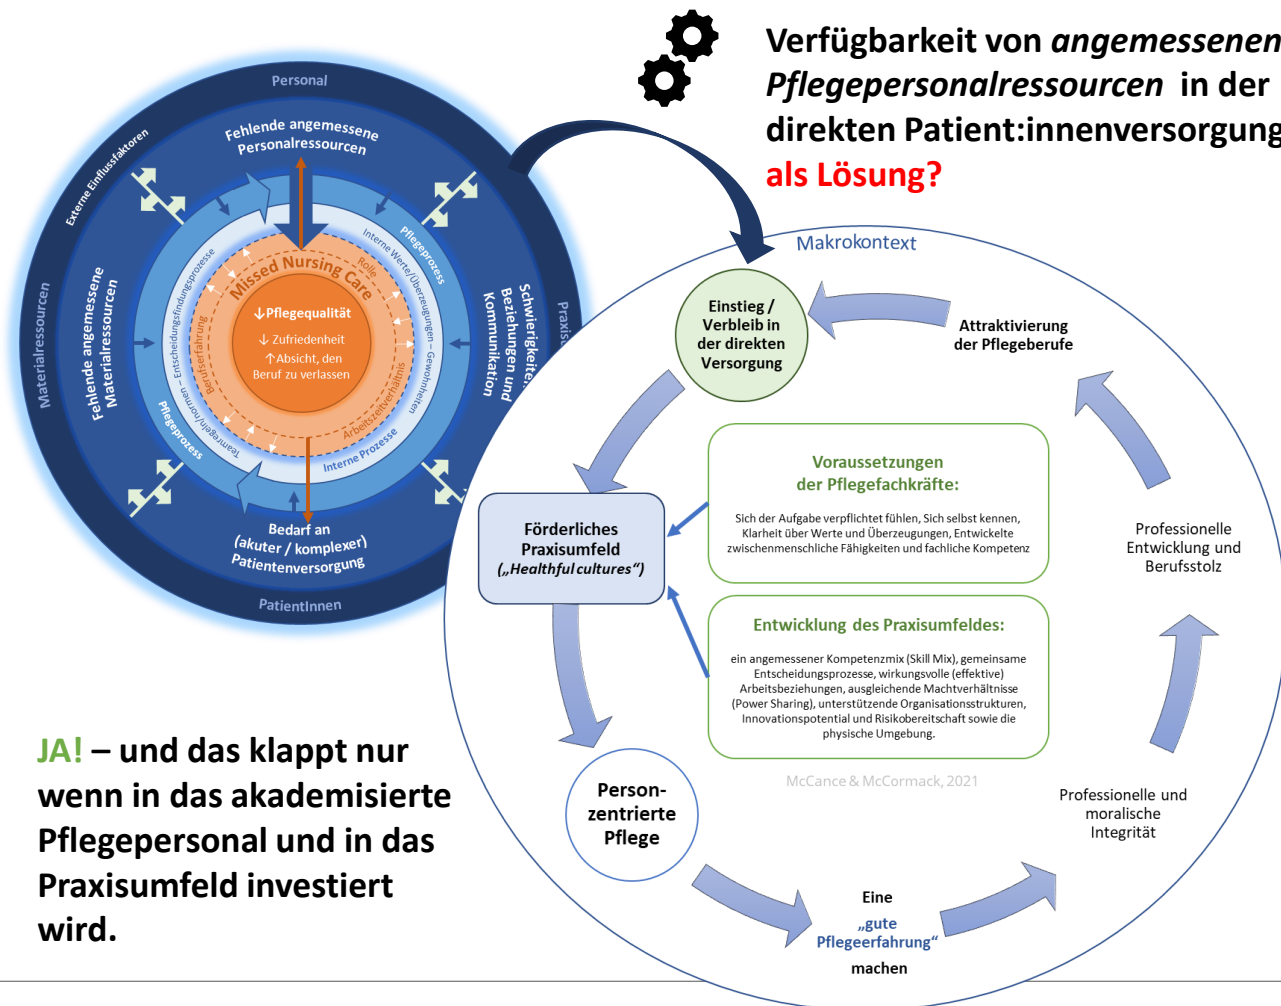 Verfügbarkeit von angemessenen
Pflegepersonalressourcen in der
direkten Patient:innenversorgung
als Lösung?
Personal
Externe Einflussfaktoren
Materialressourcen
PatientInnen
Praxis
Fehlende angemessene
Personalressourcen
Fehlende angemessene
Materialressourcen
Schwierigkeiten
Beziehungen und
Kommunikation
Bedarf an
(akuter / komplexer)
Patientenversorgung
Pflegeprozess
Pflegeprozess
Interne Werte/Überzeugungen – Gewohnheiten
Teamregeln/normen – Entscheidungsfindungsprozesse
Interne Prozesse
Missed Nursing Care
Rolle
Berufserfahrung
Arbeitszeitverhältnis
↓Pflegequalität
↓ Zufriedenheit
↑Absicht, den
Beruf zu verlassen
Makrokontext
Einstieg /
Verbleib in
der direkten
Versorgung
Attraktivierung
der Pflegeberufe
Voraussetzungen
der Pflegefachkräfte:
Sich der Aufgabe verpflichtet fühlen, Sich selbst kennen,
Klarheit über Werte und Überzeugungen, Entwickelte
zwischenmenschliche Fähigkeiten und fachliche Kompetenz
Förderliches
Praxisumfeld
(„Healthful cultures“)
Professionelle
Entwicklung und
Berufsstolz
Entwicklung des Praxisumfeldes:
ein angemessener Kompetenzmix (Skill Mix), gemeinsame
Entscheidungsprozesse, wirkungsvolle (effektive)
Arbeitsbeziehungen, ausgleichende Machtverhältnisse
(Power Sharing), unterstützende Organisationsstrukturen,
Innovationspotential und Risikobereitschaft sowie die
physische Umgebung.
McCance & McCormack, 2021
Person-
zentrierte
Pflege
Professionelle und
moralische
Integrität
Eine
„gute
Pflegeerfahrung“
machen
JA! – und das klappt nur
wenn in das akademisierte
Pflegepersonal und in das
Praxisumfeld investiert
wird.